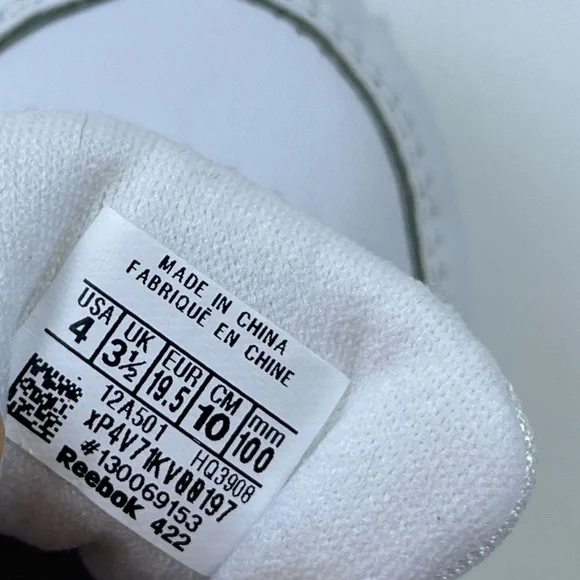 MADE IN CHINA
FABRIQUÉ EN CHINE
USA UK EUR CM mm
4 3½ 19.5 10 100
12A501 HQ3908
#130069153
Reebok 422